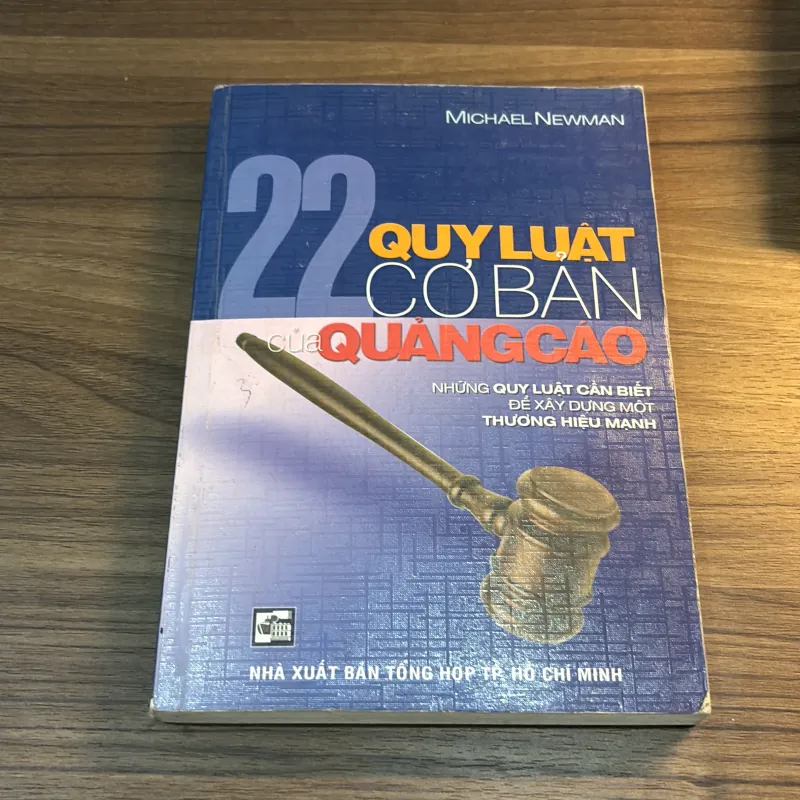 MICHAEL NEWMAN
22 QUY LUẬT
CƠ BẢN
của QUẢNG CÁO
NHỮNG QUY LUẬT CẦN BIẾT
ĐỂ XÂY DỰNG MỘT
THƯƠNG HIỆU MẠNH
NHÀ XUẤT BẢN TỔNG HỢP TP. HỒ CHÍ MINH